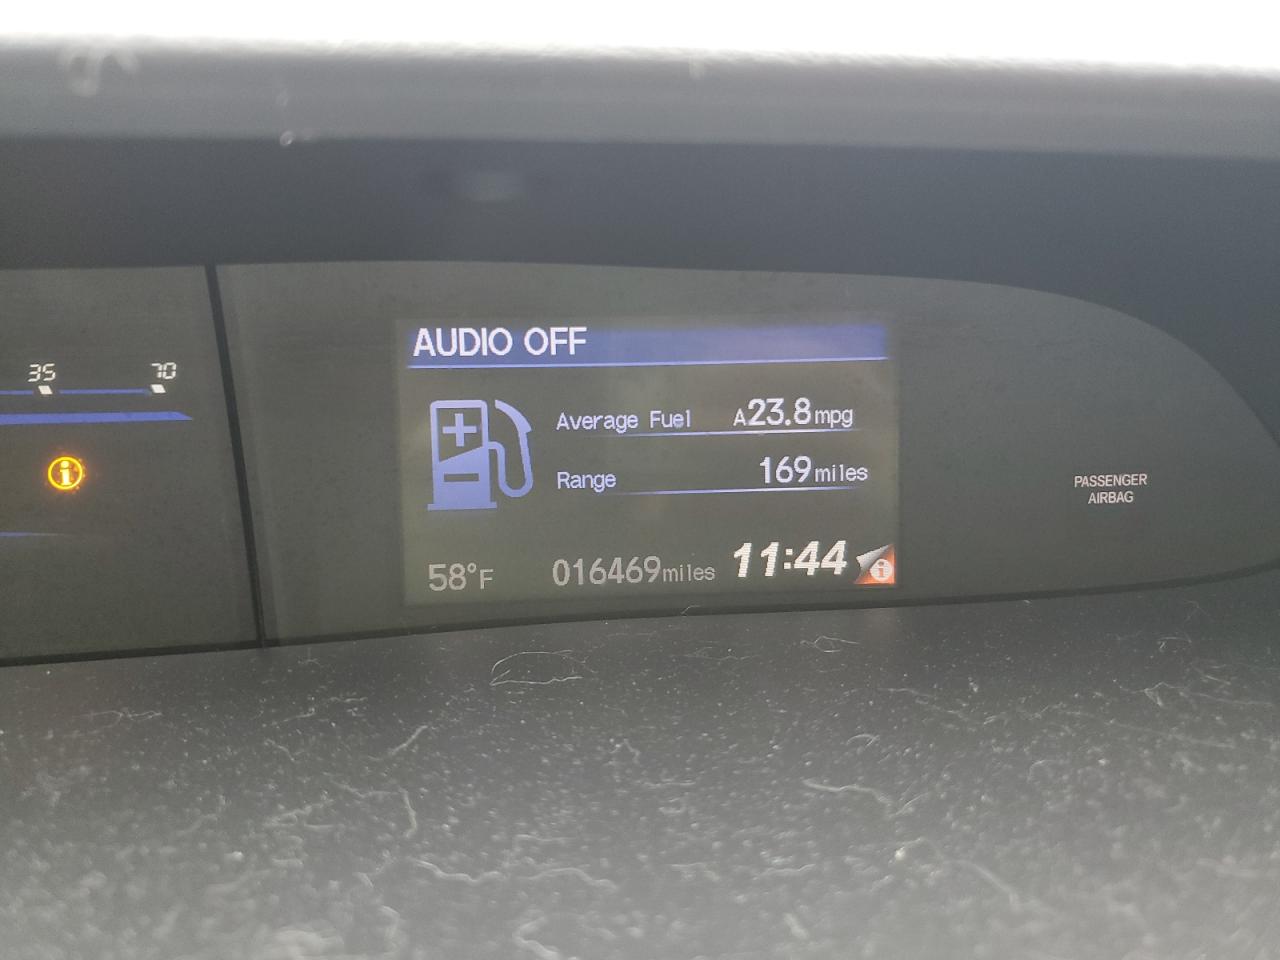 35 70
AUDIO OFF
Average Fuel A23.8mpg
Range 169miles
58°F 016469miles 11:44
PASSENGER
AIRBAG